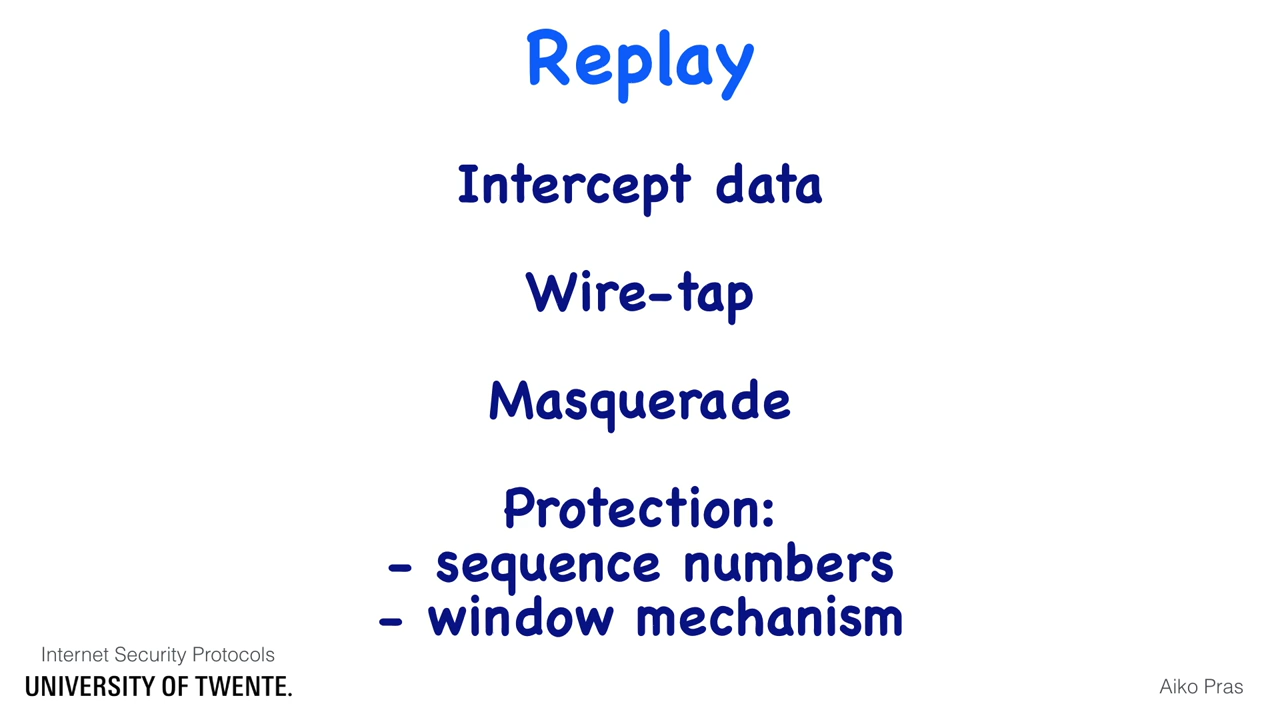 Replay
Intercept data
Wire-tap
Masquerade
Protection:
- sequence numbers
- window mechanism
Internet Security Protocols
UNIVERSITY OF TWENTE.
Aiko Pras